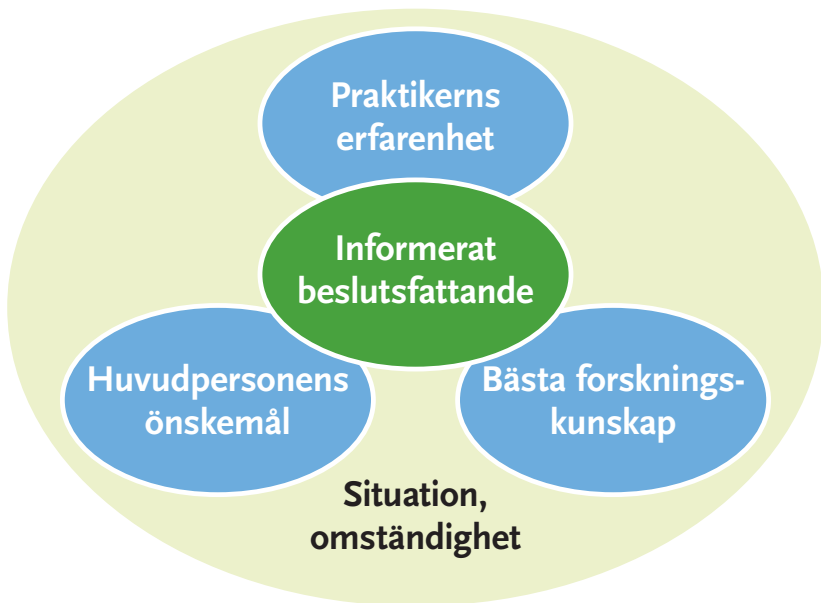 Praktikerns
erfarenhet
Informerat
beslutsfattande
Huvudpersonens
önskemål
Bästa forsknings-
kunskap
Situation,
omständighet